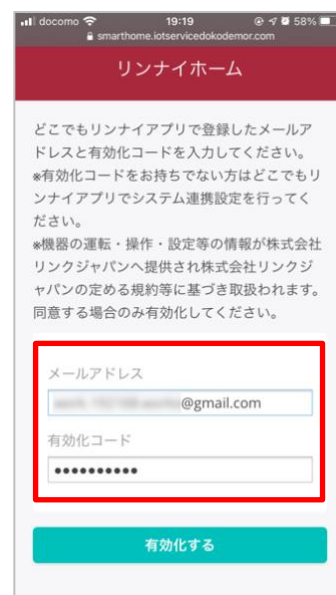 docomo 19:19 58%
smarthome.iotservicedokodemor.com
リンナイホーム
どこでもリンナイアプリで登録したメールア
ドレスと有効化コードを入力してください。
※有効化コードをお持ちでない方はどこでもリ
ンナイアプリでシステム連携設定を行ってく
ださい。
※機器の運転・操作・設定等の情報が株式会社
リンクジャパンへ提供され株式会社リンクジ
ャパンの定める規約等に基づき取扱われます。
同意する場合のみ有効化してください。
メールアドレス
@gmail.com
有効化コード
••••••••••
有効化する